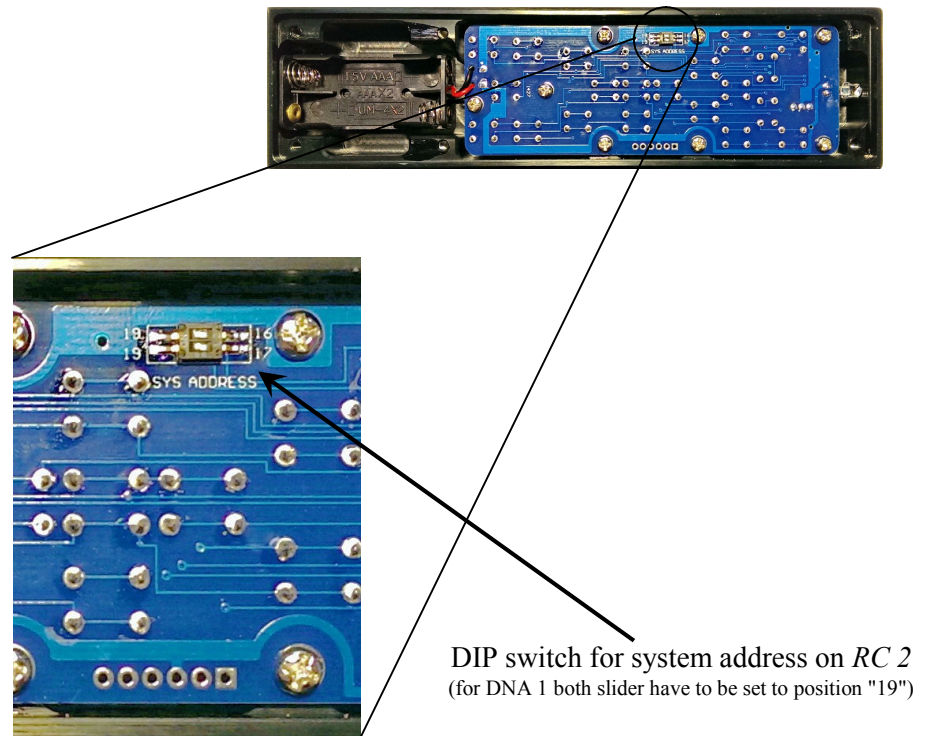 1.5V AAA
AAAX2
UM-4X2
SYS ADDRESS
18 16
19 17
SYS ADDRESS
DIP switch for system address on RC 2
(for DNA 1 both slider have to be set to position "19")